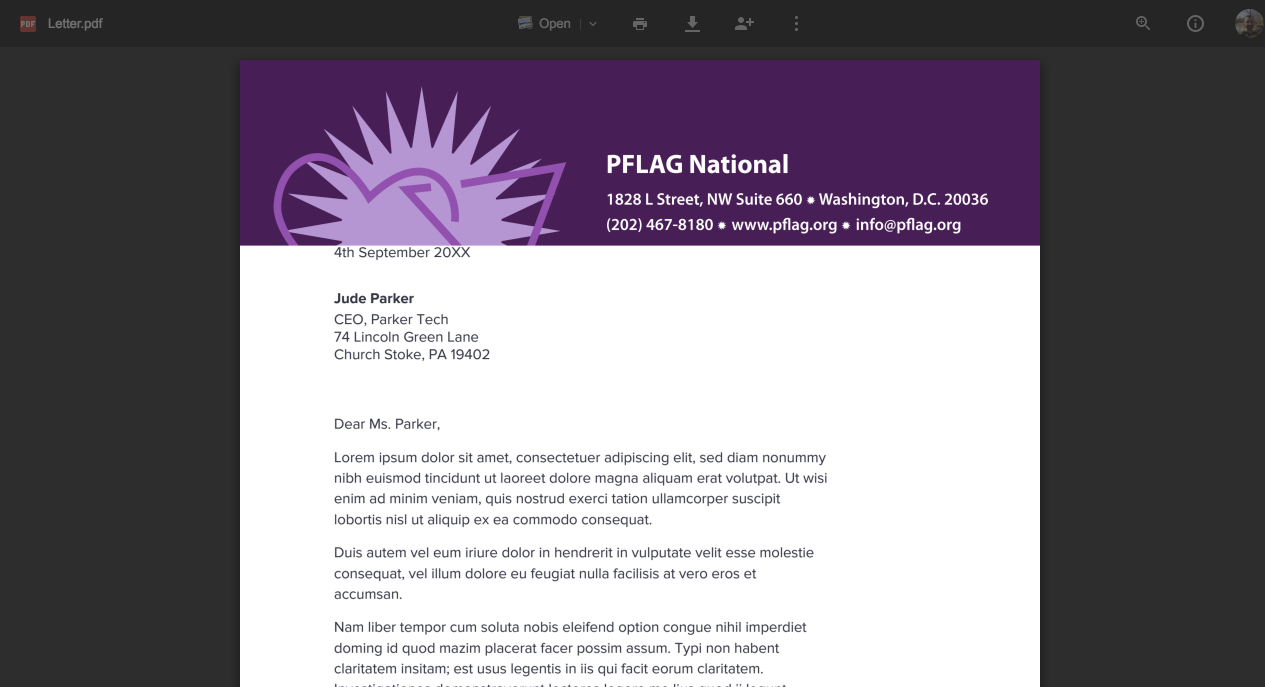 PDF Letter.pdf Open
PFLAG National
1828 L Street, NW Suite 660 ✹ Washington, D.C. 20036
(202) 467-8180 ✹ www.pflag.org ✹ info@pflag.org
4th September 20XX
Jude Parker
CEO, Parker Tech
74 Lincoln Green Lane
Church Stoke, PA 19402
Dear Ms. Parker,
Lorem ipsum dolor sit amet, consectetuer adipiscing elit, sed diam nonummy
nibh euismod tincidunt ut laoreet dolore magna aliquam erat volutpat. Ut wisi
enim ad minim veniam, quis nostrud exerci tation ullamcorper suscipit
lobortis nisl ut aliquip ex ea commodo consequat.
Duis autem vel eum iriure dolor in hendrerit in vulputate velit esse molestie
consequat, vel illum dolore eu feugiat nulla facilisis at vero eros et
accumsan.
Nam liber tempor cum soluta nobis eleifend option congue nihil imperdiet
doming id quod mazim placerat facer possim assum. Typi non habent
claritatem insitam; est usus legentis in iis qui facit eorum claritatem.